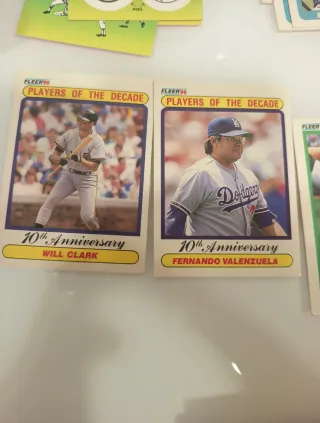 FLEER 90
PLAYERS OF THE DECADE
10th Anniversary
WILL CLARK
FLEER 90
PLAYERS OF THE DECADE
Dodgers
10th Anniversary
FERNANDO VALENZUELA
FLEER